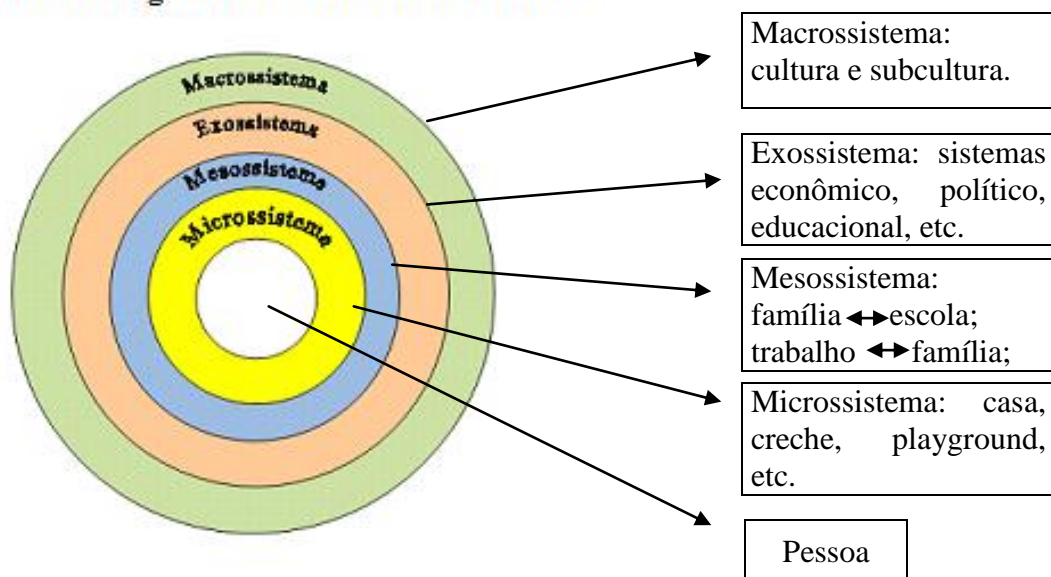 Macrossistema
Exossistema
Mesossistema
Microssistema
Macrossistema:
cultura e subcultura.
Exossistema: sistemas
econômico, político,
educacional, etc.
Mesossistema:
família ↔ escola;
trabalho ↔ família;
Microssistema: casa,
creche, playground,
etc.
Pessoa